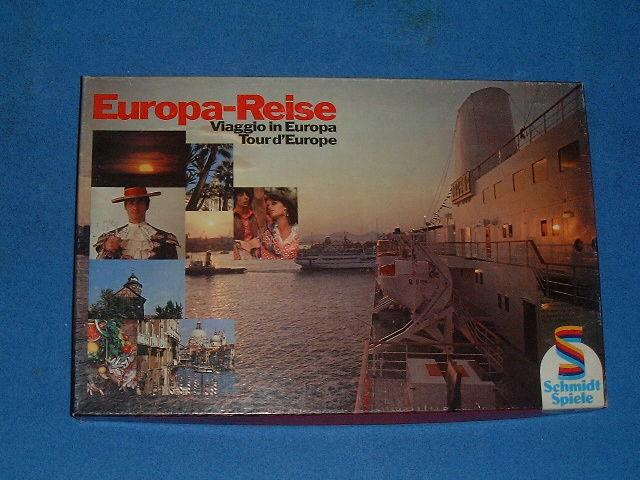 Europa-Reise
Viaggio in Europa
Tour d'Europe
Schmidt
Spiele